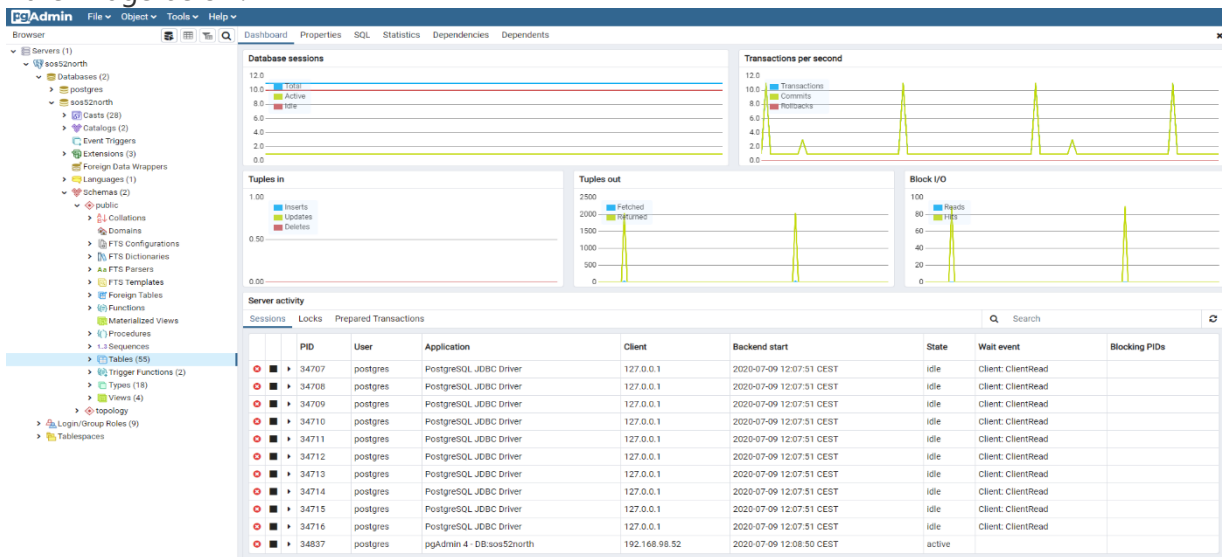 pgAdmin File Object Tools Help
Browser
Dashboard Properties SQL Statistics Dependencies Dependents
Servers (1)
sos52north
Databases (2)
postgres
sos52north
Casts (28)
Catalogs (2)
Event Triggers
Extensions (3)
Foreign Data Wrappers
Languages (1)
Schemas (2)
public
Collations
Domains
FTS Configurations
FTS Dictionaries
FTS Parsers
FTS Templates
Foreign Tables
Functions
Materialized Views
Procedures
1..3 Sequences
Tables (55)
Trigger Functions (2)
Types (18)
Views (4)
topology
Login/Group Roles (9)
Tablespaces
Database sessions
12.0
10.0
8.0
6.0
4.0
2.0
0.0
Total
Active
Idle
Transactions per second
12.0
10.0
8.0
6.0
4.0
2.0
0.0
Transactions
Commits
Rollbacks
Tuples in
1.00
0.50
0.00
Inserts
Updates
Deletes
Tuples out
2500
2000
1500
1000
500
0
Fetched
Returned
Block I/O
100
80
60
40
20
0
Reads
Hits
Server activity
Sessions Locks Prepared Transactions
Search
PID User Application Client Backend start State Wait event Blocking PIDs
34707 postgres PostgreSQL JDBC Driver 127.0.0.1 2020-07-09 12:07:51 CEST idle Client: ClientRead
34708 postgres PostgreSQL JDBC Driver 127.0.0.1 2020-07-09 12:07:51 CEST idle Client: ClientRead
34709 postgres PostgreSQL JDBC Driver 127.0.0.1 2020-07-09 12:07:51 CEST idle Client: ClientRead
34710 postgres PostgreSQL JDBC Driver 127.0.0.1 2020-07-09 12:07:51 CEST idle Client: ClientRead
34711 postgres PostgreSQL JDBC Driver 127.0.0.1 2020-07-09 12:07:51 CEST idle Client: ClientRead
34712 postgres PostgreSQL JDBC Driver 127.0.0.1 2020-07-09 12:07:51 CEST idle Client: ClientRead
34713 postgres PostgreSQL JDBC Driver 127.0.0.1 2020-07-09 12:07:51 CEST idle Client: ClientRead
34714 postgres PostgreSQL JDBC Driver 127.0.0.1 2020-07-09 12:07:51 CEST idle Client: ClientRead
34715 postgres PostgreSQL JDBC Driver 127.0.0.1 2020-07-09 12:07:51 CEST idle Client: ClientRead
34716 postgres PostgreSQL JDBC Driver 127.0.0.1 2020-07-09 12:07:51 CEST idle Client: ClientRead
34837 postgres pgAdmin 4 - DB:sos52north 192.168.98.52 2020-07-09 12:08:50 CEST active